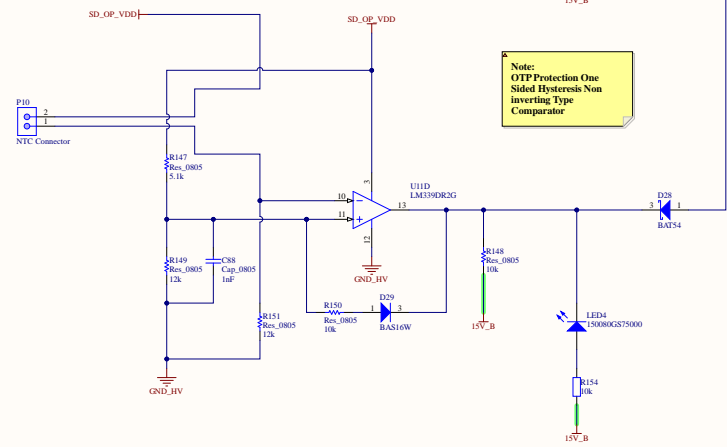 15V_B
SD_OP_VDD
SD_OP_VDD
Note:
OTP Protection One
Sided Hysteresis Non
inverting Type
Comparator
P10
2
1
NTC Connector
R147
Res_0805
5.1k
3
U11D
LM339DR2G
10
11
13
12
GND_HV
D28
3
1
BAT54
R149
Res_0805
12k
C88
Cap_0805
1nF
R148
Res_0805
10k
R151
Res_0805
12k
R150
Res_0805
10k
D29
1
3
BAS16W
15V_B
LED4
150080GS75000
GND_HV
R154
10k
15V_B